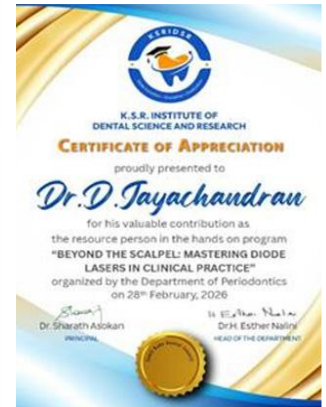 KSRIDSR
K.S.R. INSTITUTE OF
DENTAL SCIENCE AND RESEARCH
CERTIFICATE OF APPRECIATION
proudly presented to
Dr.D.Jayachandran
for his valuable contribution as
the resource person in the hands on program
"BEYOND THE SCALPEL: MASTERING DIODE
LASERS IN CLINICAL PRACTICE"
organized by the Department of Periodontics
on 28th February, 2026
Dr. Sharath Asokan
PRINCIPAL
H Esther Nalini
Dr.H. Esther Nalini
HEAD OF THE DEPARTMENT